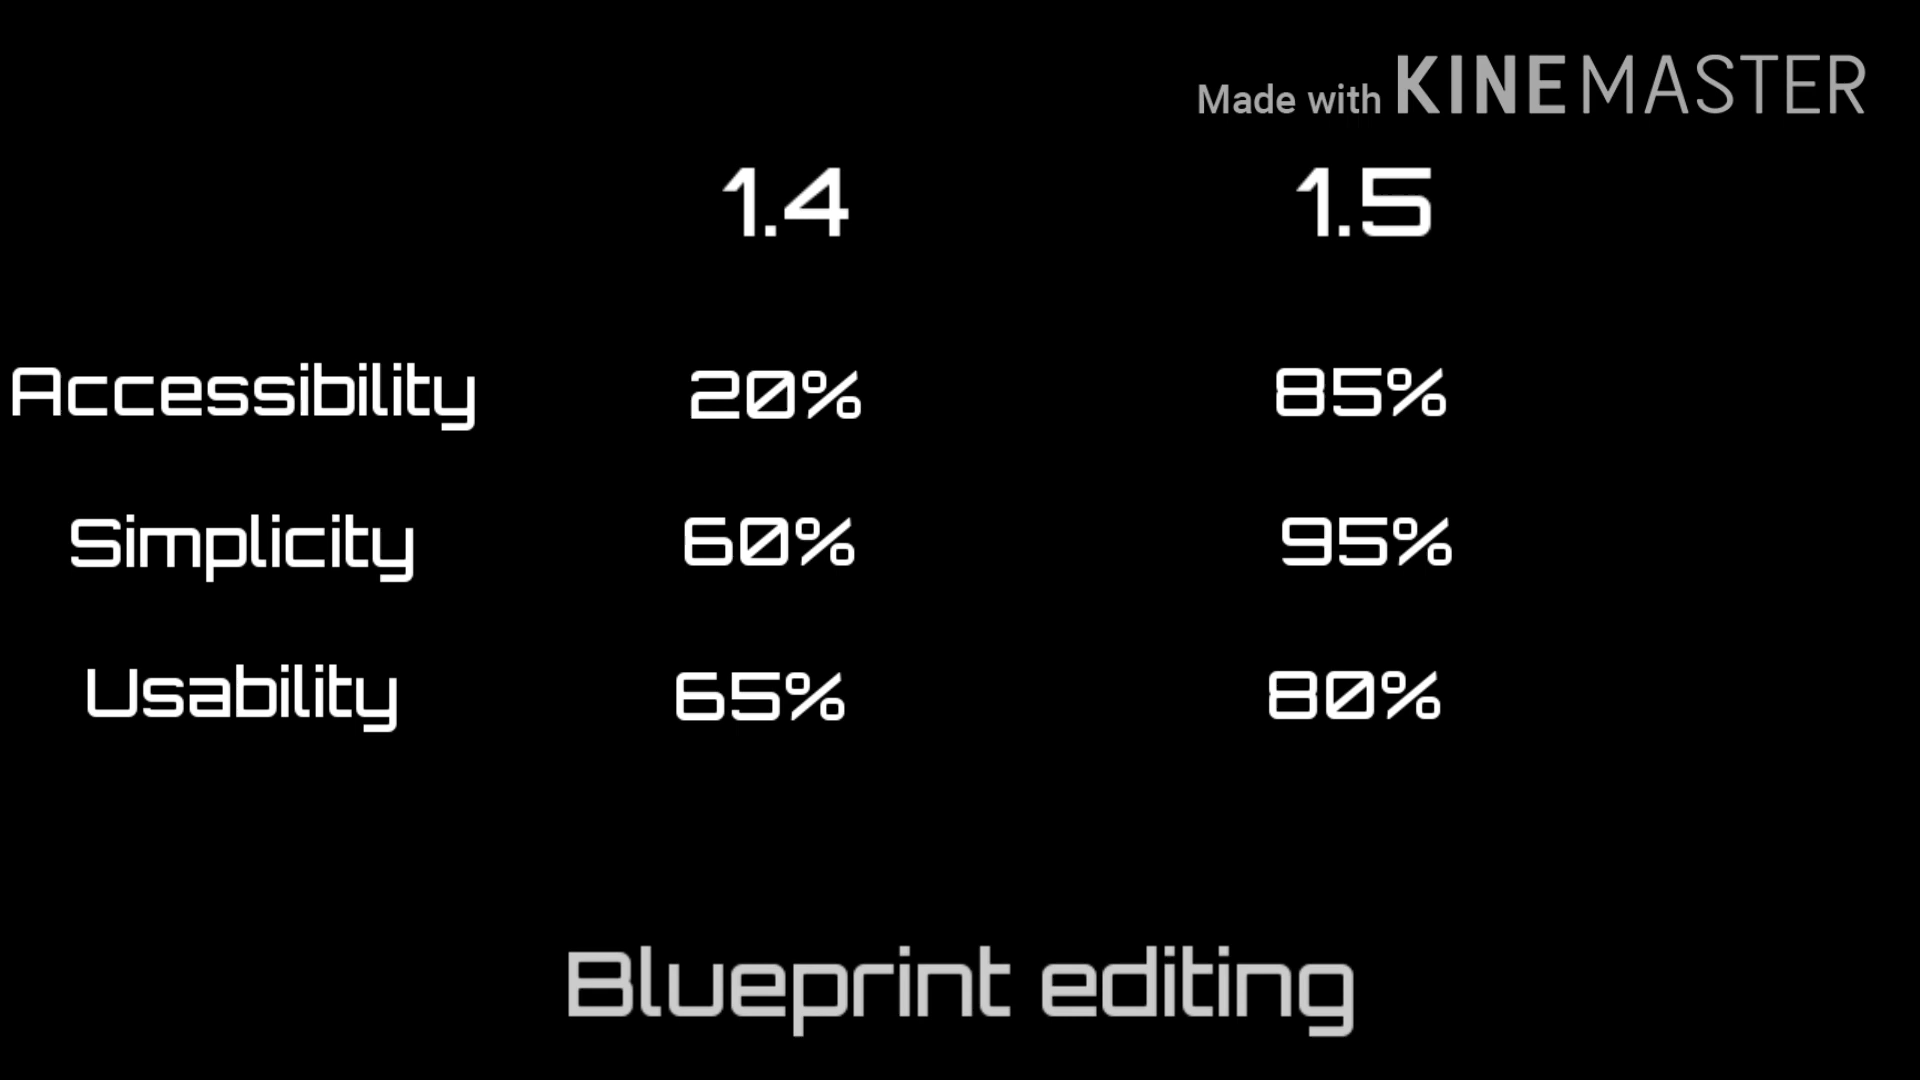 Made with KINEMASTER
1.4 1.5
Accessibility 20% 85%
Simplicity 60% 95%
Usability 65% 80%
Blueprint editing